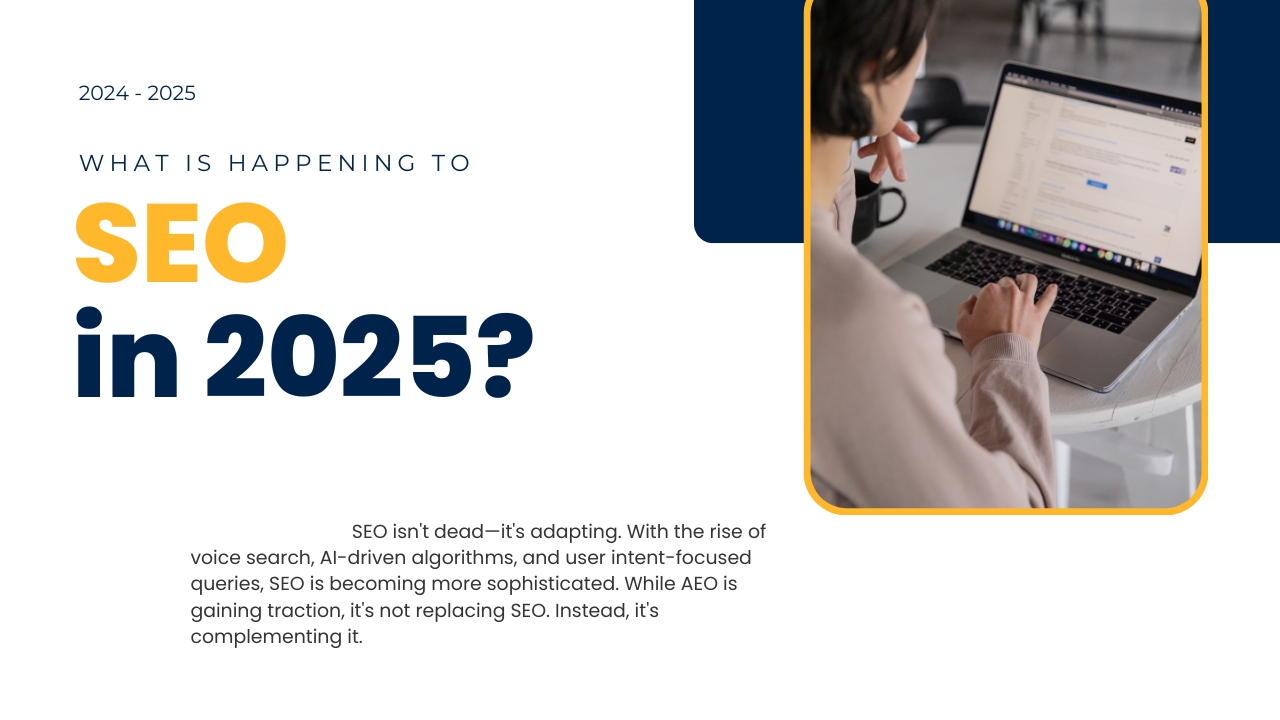 2024 - 2025
WHAT IS HAPPENING TO
SEO
in 2025?
SEO isn't dead—it's adapting. With the rise of
voice search, AI-driven algorithms, and user intent-focused
queries, SEO is becoming more sophisticated. While AEO is
gaining traction, it's not replacing SEO. Instead, it's
complementing it.